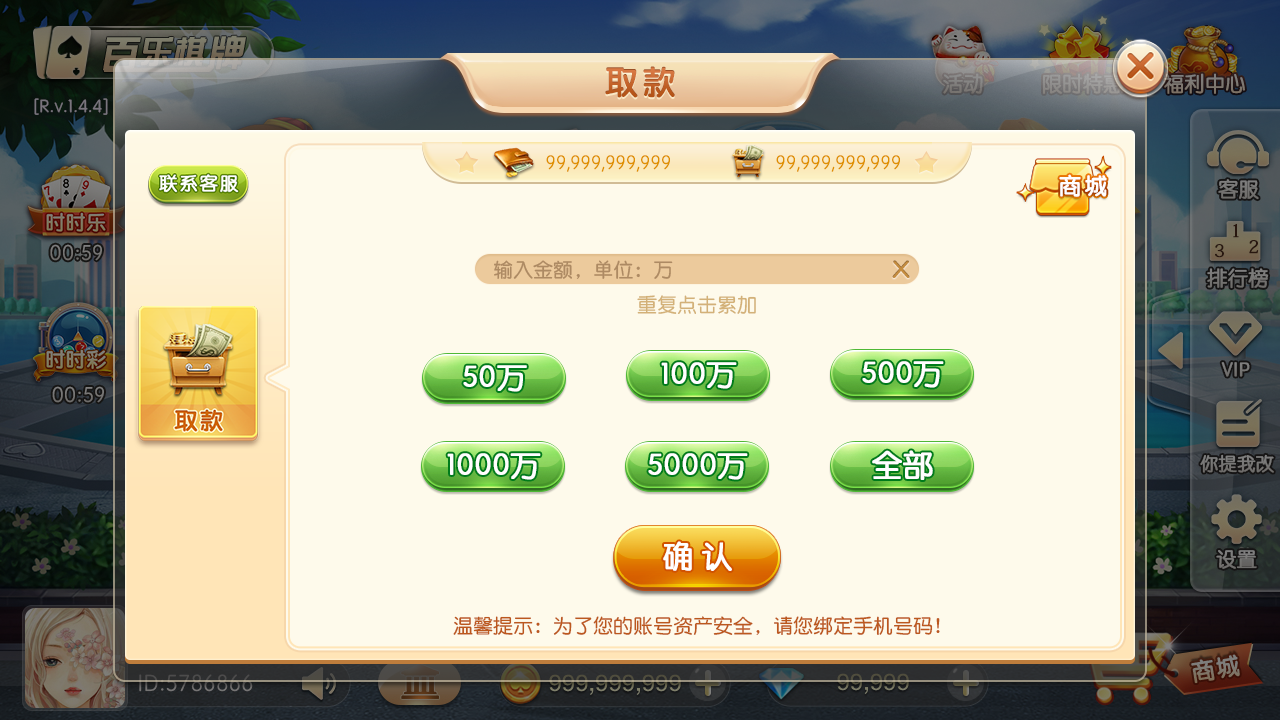 百乐棋牌
[R.v.1.4.4]
取款
活动
限时特惠
福利中心
联系客服
99,999,999,999
99,999,999,999
商城
时时乐
00:59
时时彩
00:59
取款
输入金额，单位：万
重复点击累加
50万
100万
500万
1000万
5000万
全部
确认
温馨提示：为了您的账号资产安全，请您绑定手机号码！
客服
1
3 2
排行榜
VIP
你提我改
设置
ID:5786866
999,999,999
99,999
商城